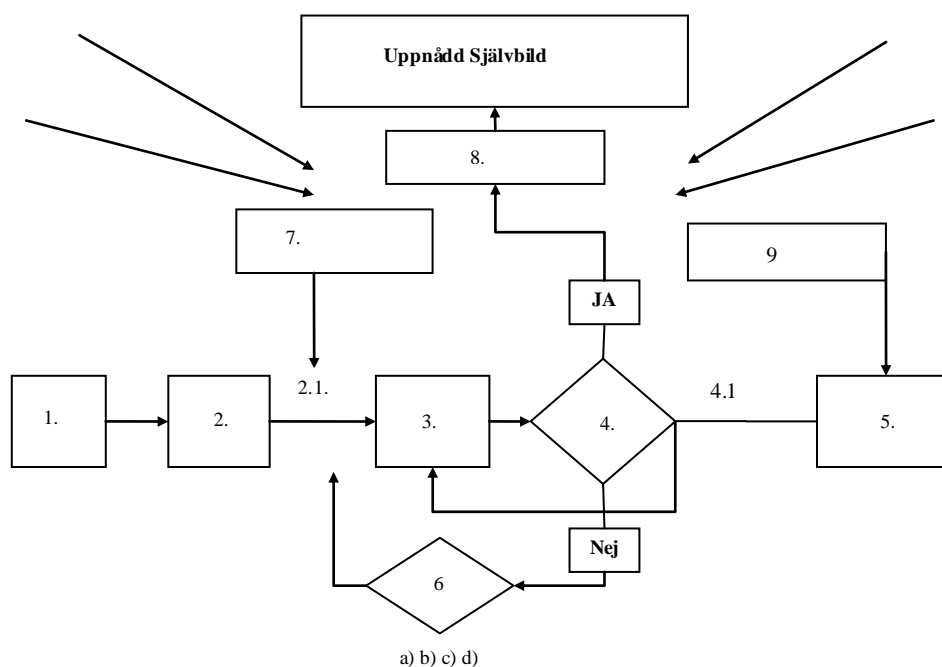 Uppnådd Självbild
8.
7.
9
JA
2.1.
4.1
1.
2.
3.
4.
5.
Nej
6
a) b) c) d)